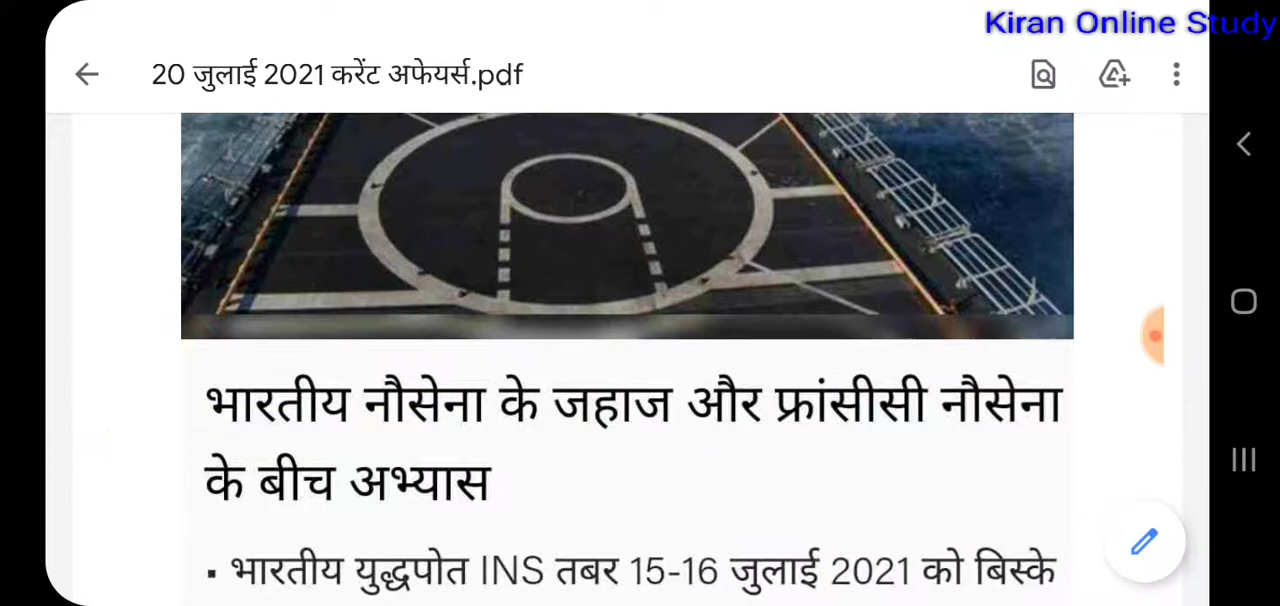 Kiran Online Study
20 जुलाई 2021 करेंट अफेयर्स.pdf
भारतीय नौसेना के जहाज और फ्रांसीसी नौसेना
के बीच अभ्यास
▪ भारतीय युद्धपोत INS तबर 15-16 जुलाई 2021 को बिस्के